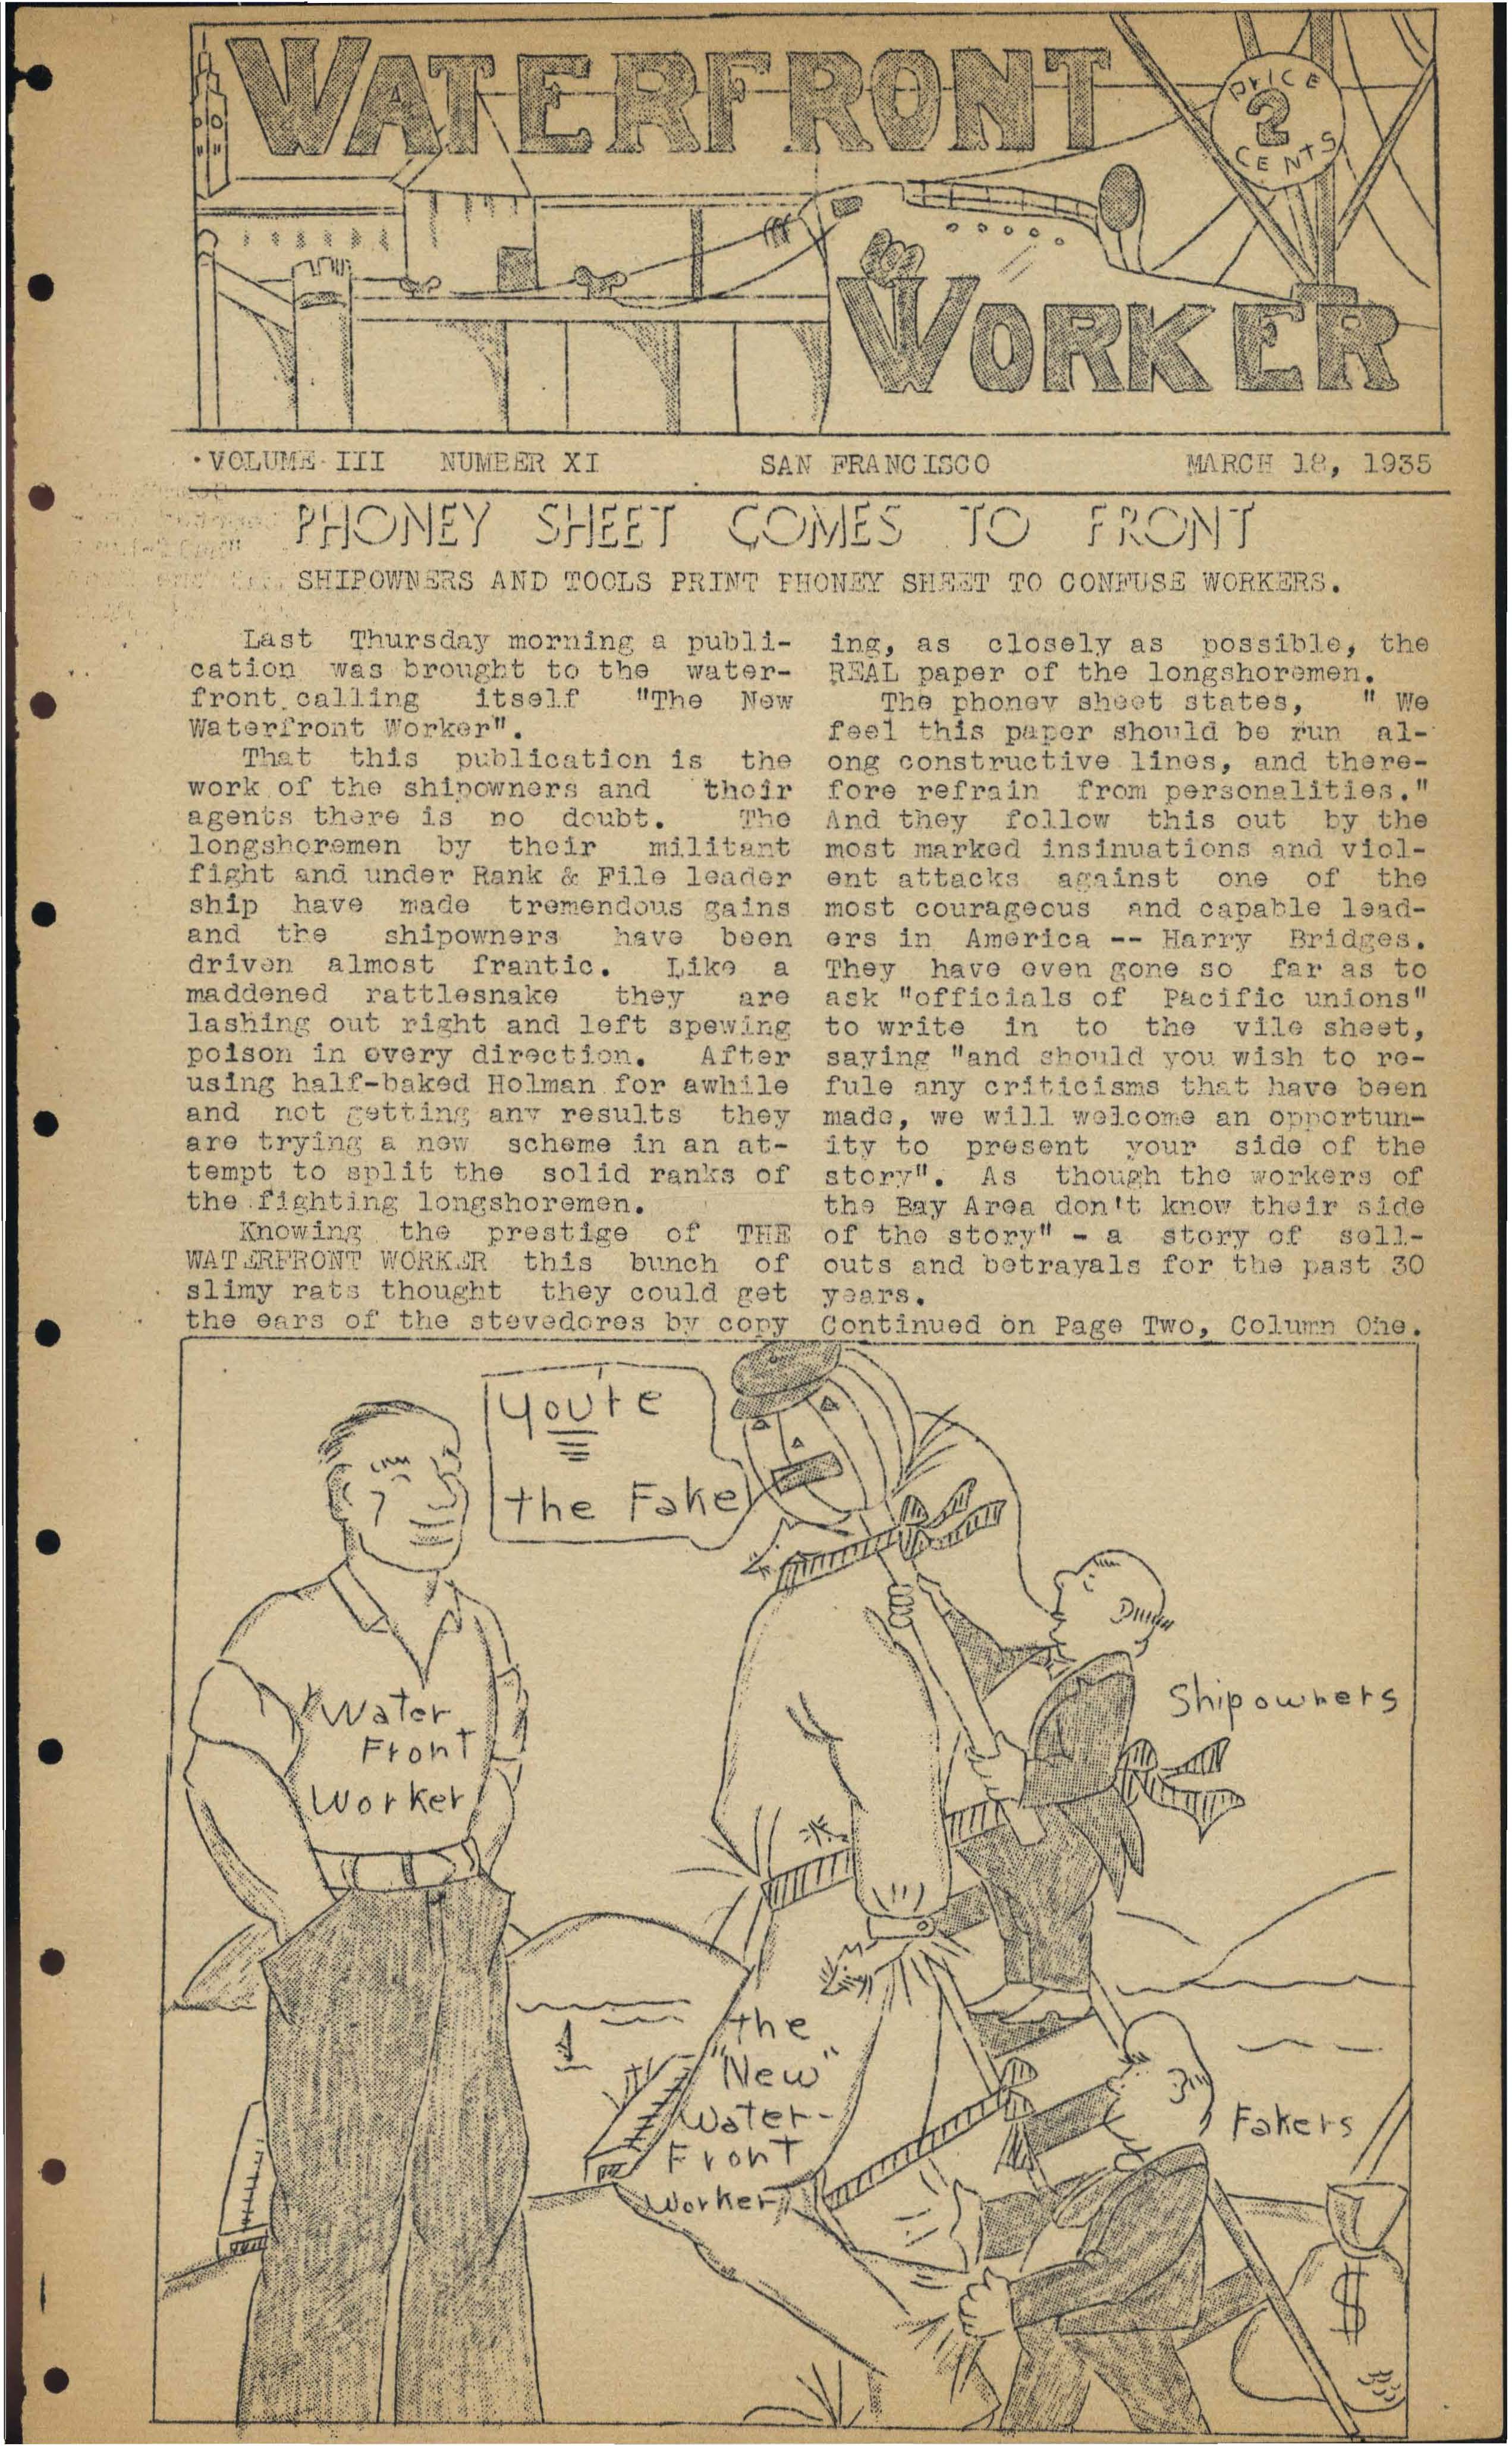 WATERFRONT
PRICE
2
CENTS
WORKER
VOLUME III NUMBER XI SAN FRANCISCO MARCH 18, 1935
PHONEY SHEET COMES TO FRONT
SHIPOWNERS AND TOOLS PRINT PHONEY SHEET TO CONFUSE WORKERS.
Last Thursday morning a publi-
cation was brought to the water-
front calling itself "The New
Waterfront Worker".
That this publication is the
work of the shipowners and their
agents there is no doubt. The
longshoremen by their militant
fight and under Rank & File leader
ship have made tremendous gains
and the shipowners have been
driven almost frantic. Like a
maddened rattlesnake they are
lashing out right and left spewing
poison in every direction. After
using half-baked Holman for awhile
and not getting any results they
are trying a new scheme in an at-
tempt to split the solid ranks of
the fighting longshoremen.
Knowing the prestige of THE
WATERFRONT WORKER this bunch of
slimy rats thought they could get
the ears of the stevedores by copy
ing, as closely as possible, the
REAL paper of the longshoremen.
The phoney sheet states, " We
feel this paper should be run al-
ong constructive lines, and there-
fore refrain from personalities."
And they follow this out by the
most marked insinuations and viol-
ent attacks against one of the
most courageous and capable lead-
ers in America -- Harry Bridges.
They have even gone so far as to
ask "officials of Pacific unions"
to write in to the vile sheet,
saying "and should you wish to re-
fule any criticisms that have been
made, we will welcome an opportun-
ity to present your side of the
story". As though the workers of
the Bay Area don't know their side
of the story" - a story of sell-
outs and betrayals for the past 30
years.
Continued on Page Two, Column One.
You're
the Fake
Water
Front
Worker
Shipowners
the
"New"
Water-
Front
Worker
Fakers
$